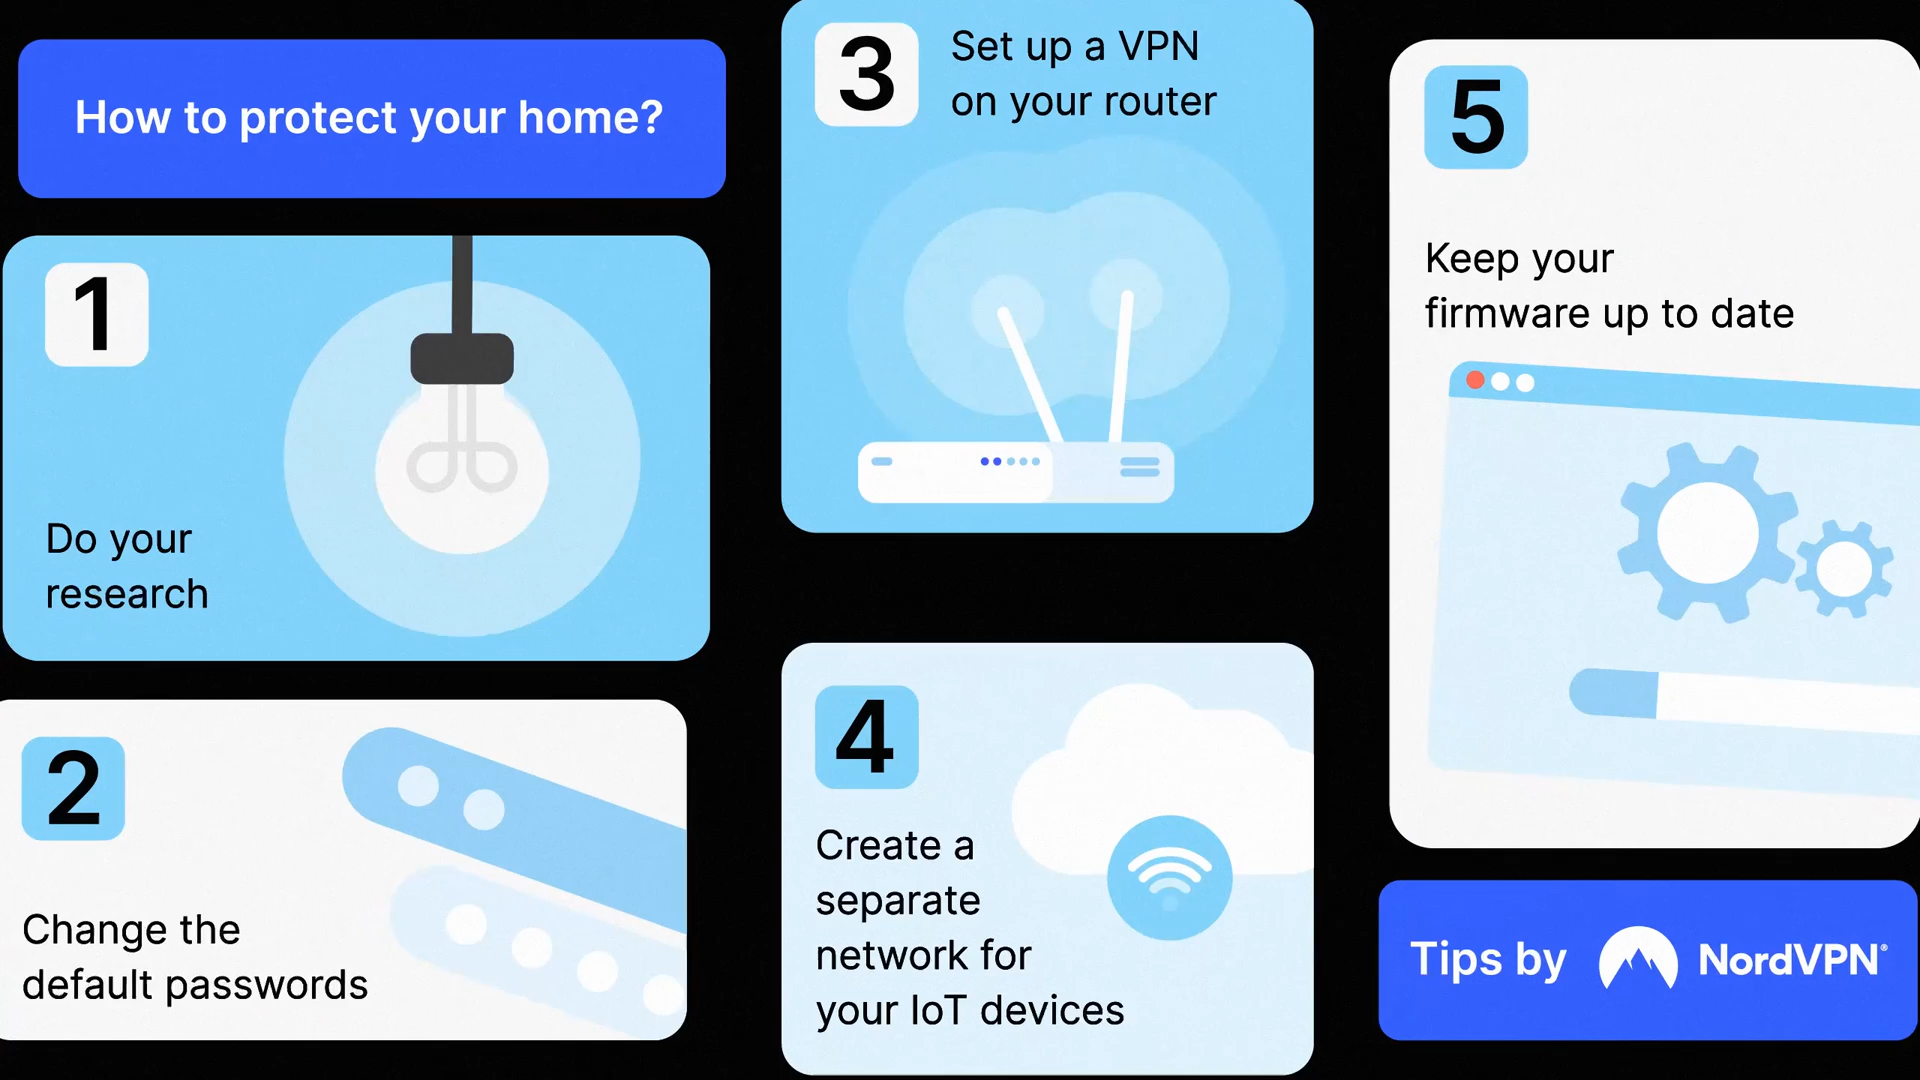 How to protect your home?
1
Do your
research
2
Change the
default passwords
3
Set up a VPN
on your router
4
Create a
separate
network for
your IoT devices
5
Keep your
firmware up to date
Tips by NordVPN®